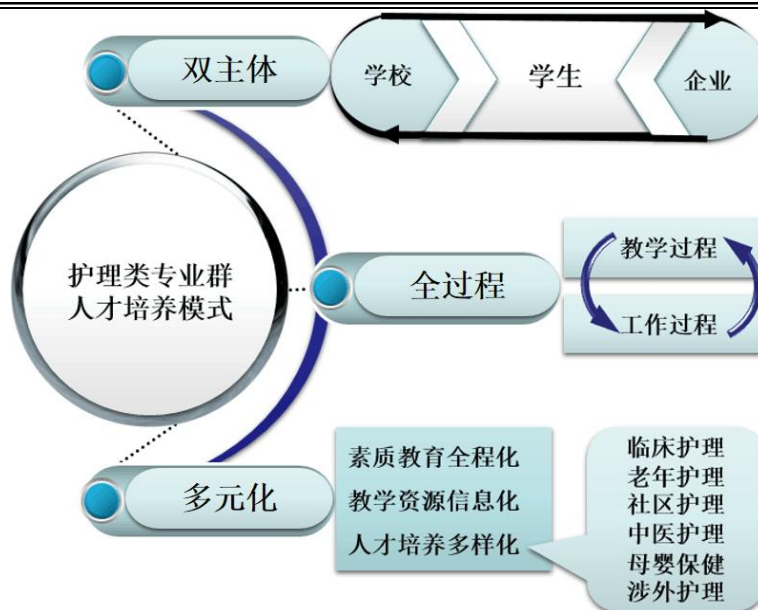 双主体
学校
学生
企业
护理类专业群
人才培养模式
全过程
教学过程
工作过程
多元化
素质教育全程化
教学资源信息化
人才培养多样化
临床护理
老年护理
社区护理
中医护理
母婴保健
涉外护理